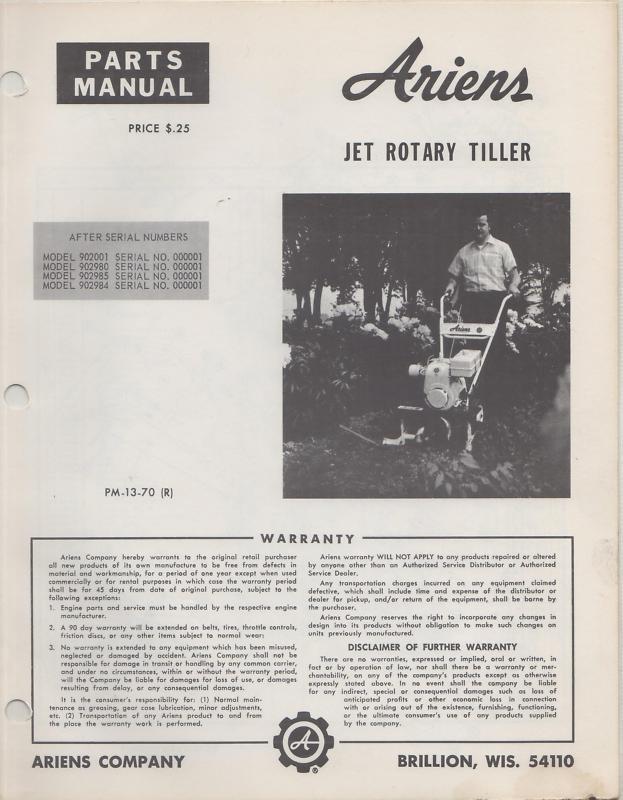 PARTS
MANUAL
PRICE $.25
Ariens
JET ROTARY TILLER
AFTER SERIAL NUMBERS
MODEL 902001 SERIAL NO. 000001
MODEL 902980 SERIAL NO. 000001
MODEL 902985 SERIAL NO. 000001
MODEL 902984 SERIAL NO. 000001
Ariens
PM-13-70 (R)
WARRANTY
Ariens Company hereby warrants to the original retail purchaser
all new products of its own manufacture to be free from defects in
material and workmanship, for a period of one year except when used
commercially or for rental purposes in which case the warranty period
shall be for 45 days from date of original purchase, subject to the
following exceptions:
1. Engine parts and service must be handled by the respective engine
manufacturer.
2. A 90 day warranty will be extended on belts, tires, throttle controls,
friction discs, or any other items subject to normal wear:
3. No warranty is extended to any equipment which has been misused,
neglected or damaged by accident. Ariens Company shall not be
responsible for damage in transit or handling by any common carrier,
and under no circumstances, within or without the warranty period,
will the Company be liable for damages for loss of use, or damages
resulting from delay, or any consequential damages.
It is the consumer's responsibility for: (1) Normal main-
tenance as greasing, gear case lubrication, minor adjustments,
etc. (2) Transportation of any Ariens product to and from
the place the warranty work is performed.
Ariens warranty WILL NOT APPLY to any products repaired or altered
by anyone other than an Authorized Service Distributor or Authorized
Service Dealer.
Any transportation charges incurred on any equipment claimed
defective, which shall include time and expense of the distributor or
dealer for pickup, and/or return of the equipment, shall be barne by
the purchaser.
Ariens Company reserves the right to incorporate any changes in
design into its products without obligation to make such changes on
units previously manufactured.
DISCLAIMER OF FURTHER WARRANTY
There are no warranties, expressed or implied, oral or written, in
fact or by operation of law, nor shall there be a warranty or mer-
chantability, on any of the company's products except as otherwise
expressly stated above. In no event shall the company be liable
for any indirect, special or consequential damages such as loss of
anticipated profits or other economic loss in connection
with or arising out of the existence, furnishing, functioning,
or the ultimate consumer's use of any products supplied
by the company.
A
®
ARIENS COMPANY
BRILLION, WIS. 54110